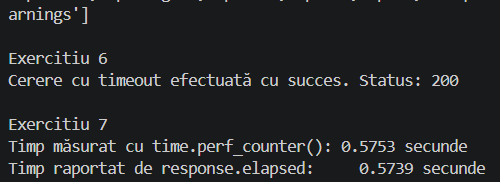 arnings']
Exercitiu 6
Cerere cu timeout efectuată cu succes. Status: 200
Exercitiu 7
Timp măsurat cu time.perf_counter(): 0.5753 secunde
Timp raportat de response.elapsed:     0.5739 secunde